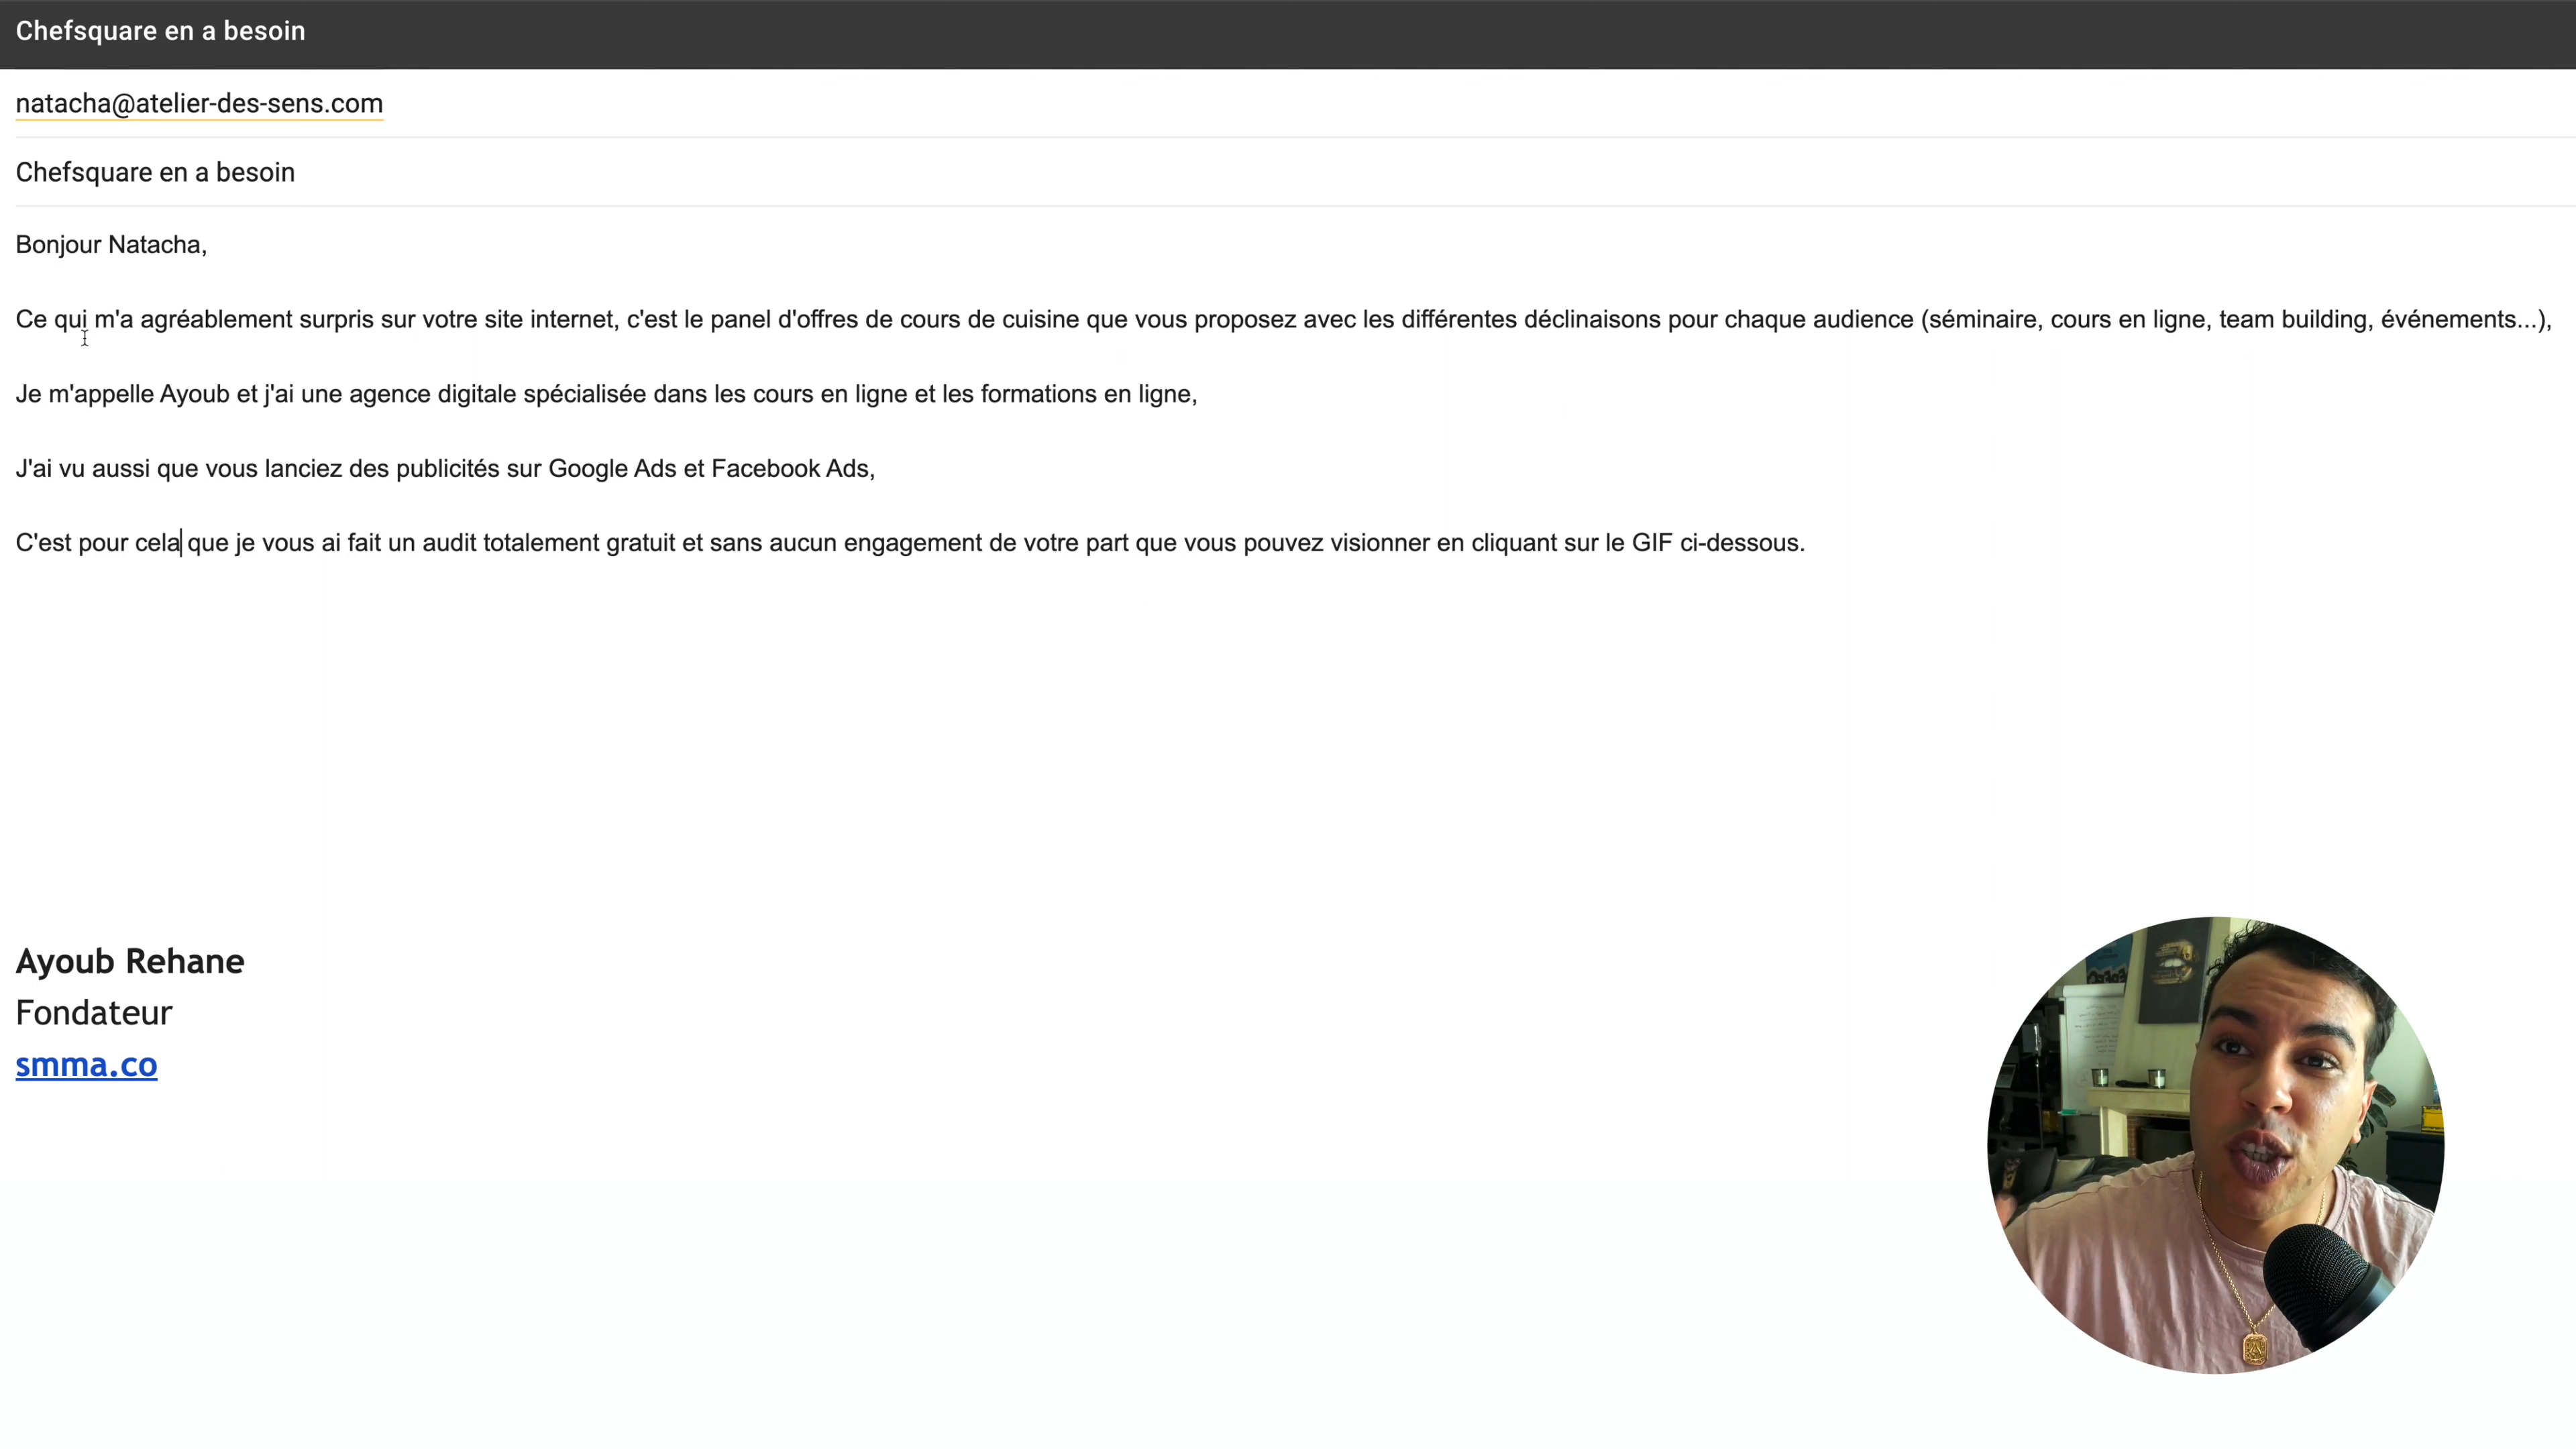 Chefsquare en a besoin
natacha@atelier-des-sens.com
Chefsquare en a besoin
Bonjour Natacha,
Ce qui m'a agréablement surpris sur votre site internet, c'est le panel d'offres de cours de cuisine que vous proposez avec les différentes déclinaisons pour chaque audience (séminaire, cours en ligne, team building, événements...),
Je m'appelle Ayoub et j'ai une agence digitale spécialisée dans les cours en ligne et les formations en ligne,
J'ai vu aussi que vous lanciez des publicités sur Google Ads et Facebook Ads,
C'est pour cela que je vous ai fait un audit totalement gratuit et sans aucun engagement de votre part que vous pouvez visionner en cliquant sur le GIF ci-dessous.
Ayoub Rehane
Fondateur
smma.co